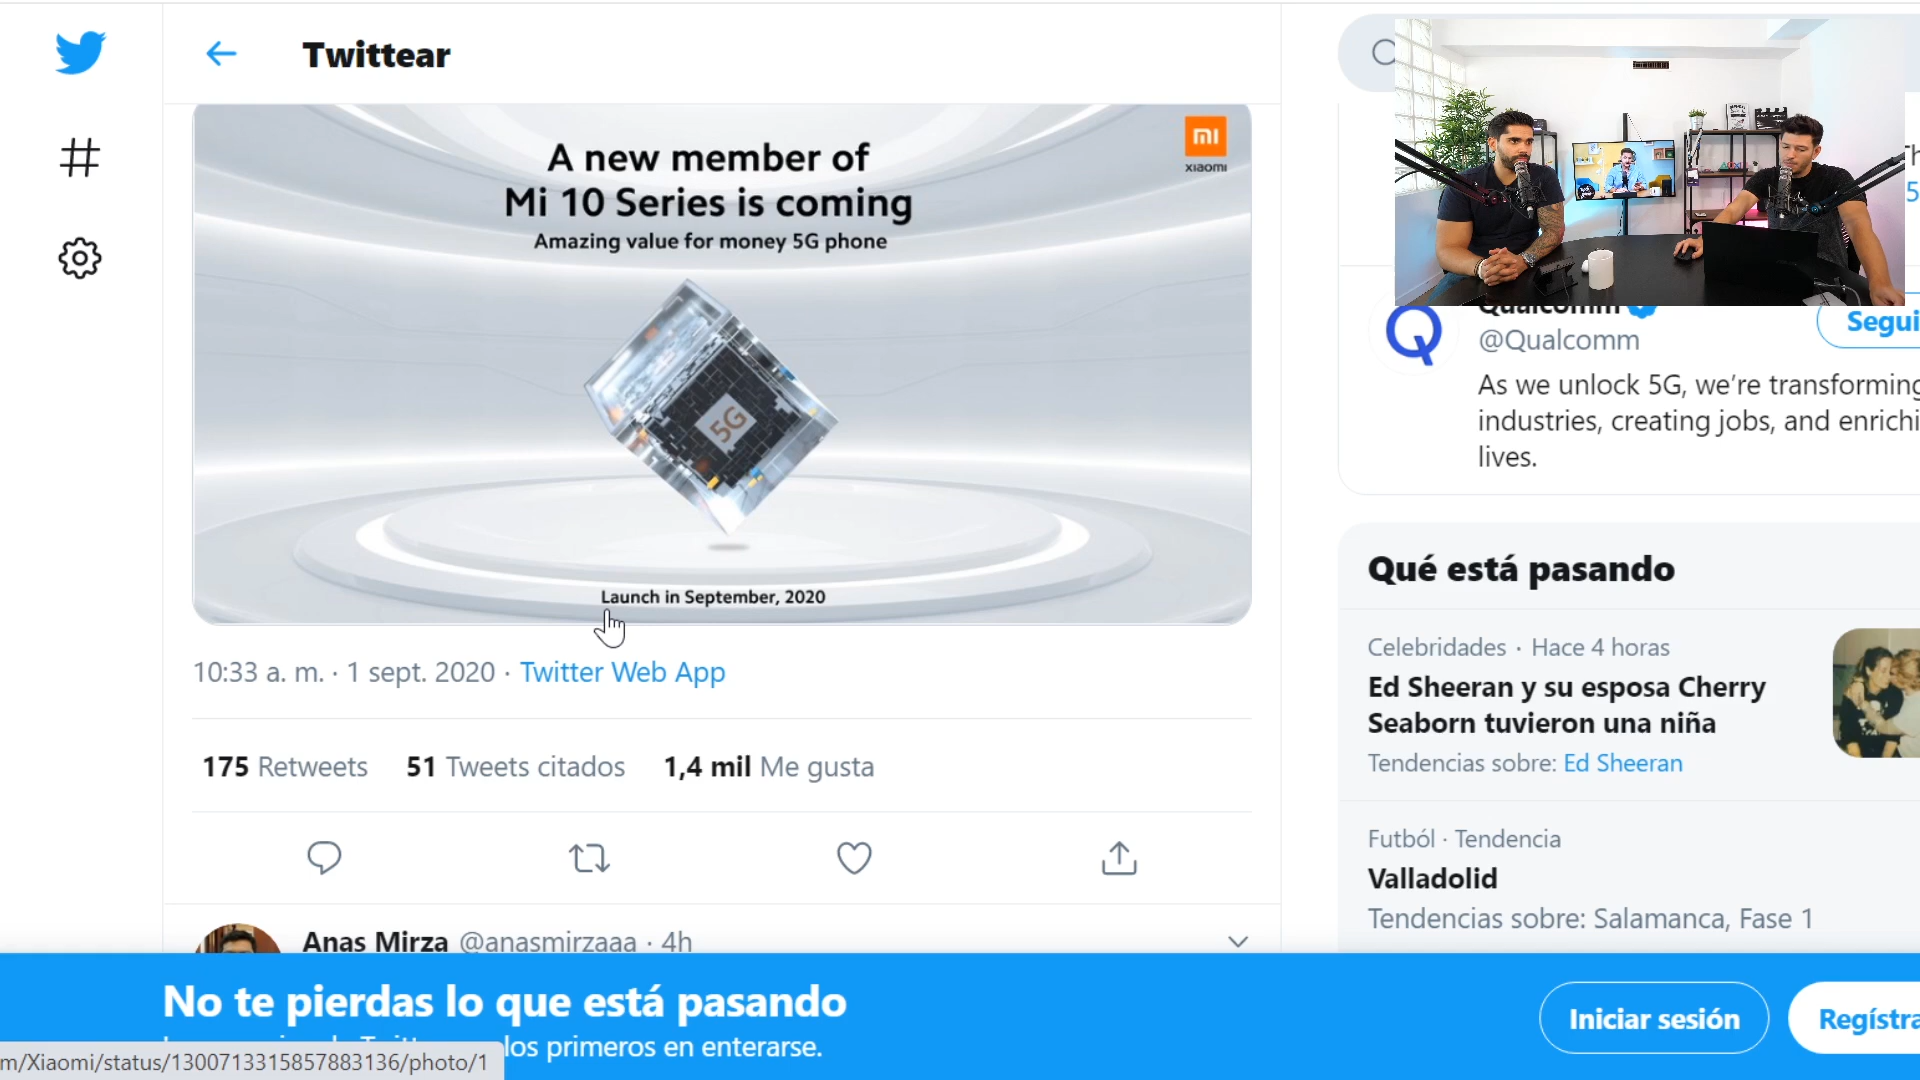 Twittear
A new member of
Mi 10 Series is coming
Amazing value for money 5G phone
XIAOMI
5G
Launch in September, 2020
10:33 a. m. · 1 sept. 2020 · Twitter Web App
175 Retweets 51 Tweets citados 1,4 mil Me gusta
Anas Mirza @anasmirzaaa · 4h
Qualcomm
@Qualcomm
Segui
As we unlock 5G, we're transforming
industries, creating jobs, and enrichi
lives.
Qué está pasando
Celebridades · Hace 4 horas
Ed Sheeran y su esposa Cherry
Seaborn tuvieron una niña
Tendencias sobre: Ed Sheeran
Futból · Tendencia
Valladolid
Tendencias sobre: Salamanca, Fase 1
No te pierdas lo que está pasando
los primeros en enterarse.
Iniciar sesión
Regístra
m/Xiaomi/status/1300713315857883136/photo/1